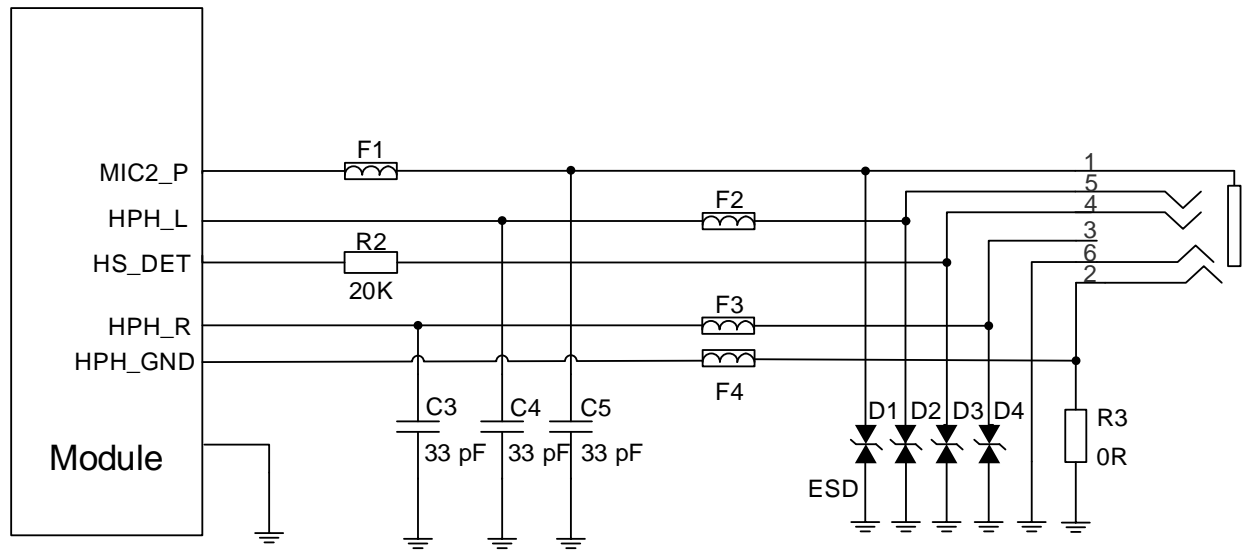 MIC2_P
HPH_L
HS_DET
HPH_R
HPH_GND
Module
F1
R2
20K
F2
F3
F4
C3
33 pF
C4
33 pF
C5
33 pF
D1
D2
D3
D4
ESD
R3
0R
1
5
4
3
6
2